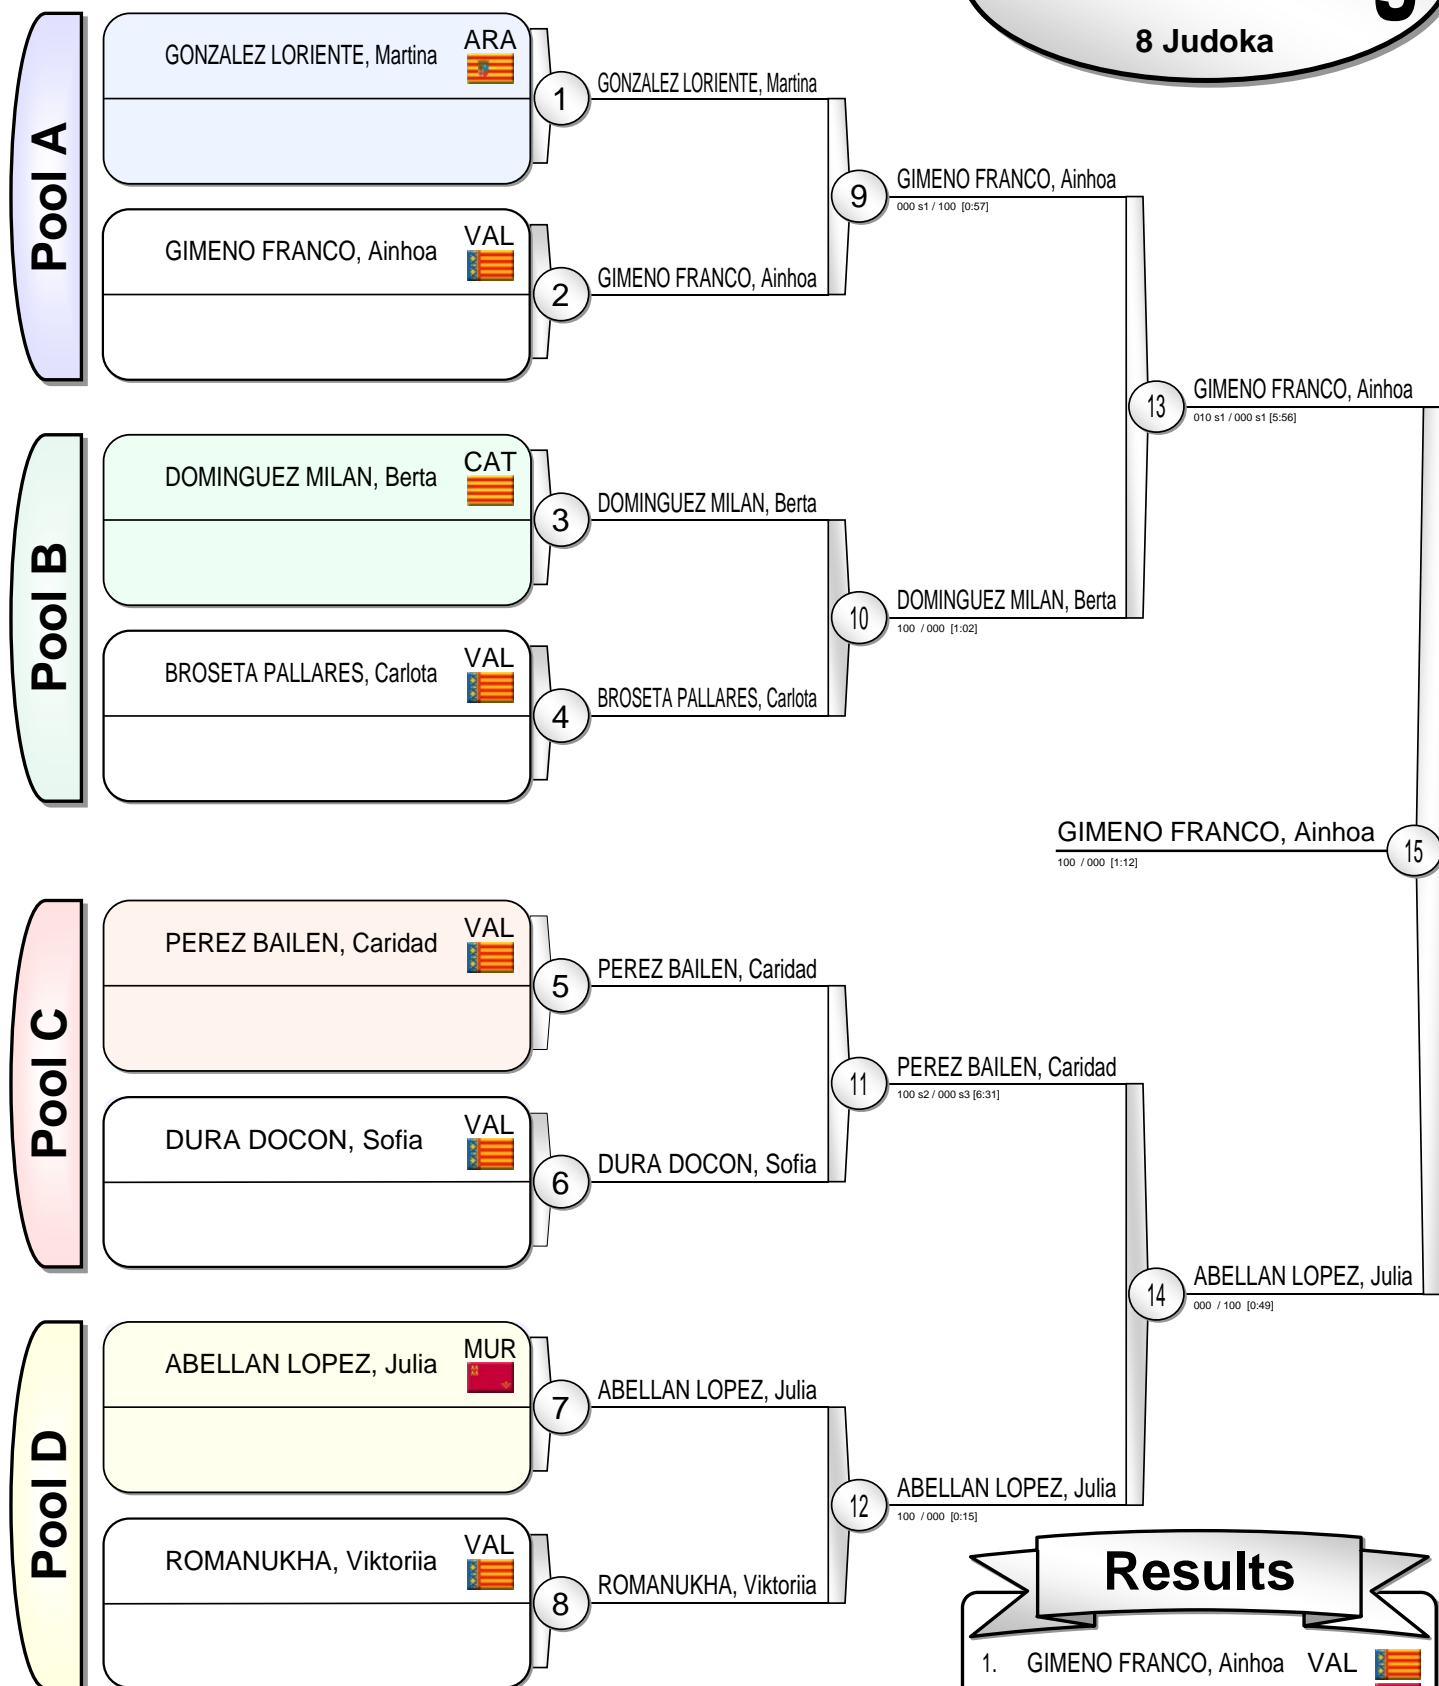 8 Judoka
Pool A
GONZALEZ LORIENTE, Martina ARA
1
GONZALEZ LORIENTE, Martina
GIMENO FRANCO, Ainhoa VAL
2
GIMENO FRANCO, Ainhoa
9
GIMENO FRANCO, Ainhoa
000 s1 / 100 [0:57]
Pool B
DOMINGUEZ MILAN, Berta CAT
3
DOMINGUEZ MILAN, Berta
BROSETA PALLARES, Carlota VAL
4
BROSETA PALLARES, Carlota
10
DOMINGUEZ MILAN, Berta
100 / 000 [1:02]
13
GIMENO FRANCO, Ainhoa
010 s1 / 000 s1 [5:56]
GIMENO FRANCO, Ainhoa
100 / 000 [1:12]
15
Pool C
PEREZ BAILEN, Caridad VAL
5
PEREZ BAILEN, Caridad
DURA DOCON, Sofia VAL
6
DURA DOCON, Sofia
11
PEREZ BAILEN, Caridad
100 s2 / 000 s3 [6:31]
Pool D
ABELLAN LOPEZ, Julia MUR
7
ABELLAN LOPEZ, Julia
ROMANUKHA, Viktoriia VAL
8
ROMANUKHA, Viktoriia
12
ABELLAN LOPEZ, Julia
100 / 000 [0:15]
14
ABELLAN LOPEZ, Julia
000 / 100 [0:49]
Results
1. GIMENO FRANCO, Ainhoa VAL